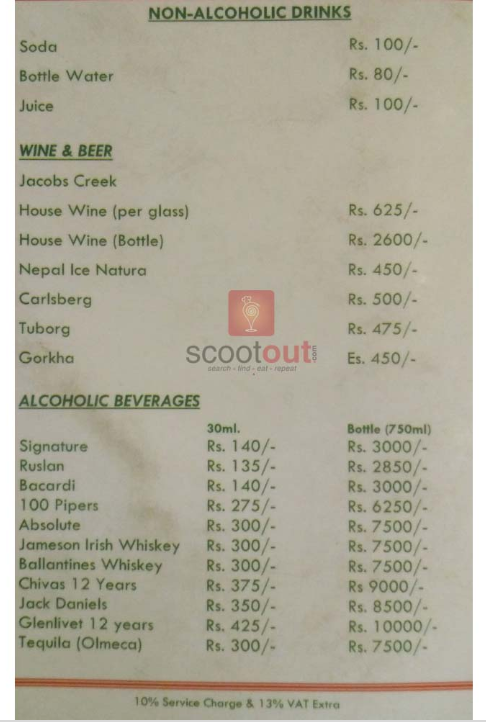 NON-ALCOHOLIC DRINKS
Soda Rs. 100/-
Bottle Water Rs. 80/-
Juice Rs. 100/-
WINE & BEER
Jacobs Creek
House Wine (per glass) Rs. 625/-
House Wine (Bottle) Rs. 2600/-
Nepal Ice Natura Rs. 450/-
Carlsberg Rs. 500/-
Tuborg Rs. 475/-
Gorkha Es. 450/-
scootout.com
search - find - eat - repeat
ALCOHOLIC BEVERAGES
30ml. Bottle (750ml)
Signature Rs. 140/- Rs. 3000/-
Ruslan Rs. 135/- Rs. 2850/-
Bacardi Rs. 140/- Rs. 3000/-
100 Pipers Rs. 275/- Rs. 6250/-
Absolute Rs. 300/- Rs. 7500/-
Jameson Irish Whiskey Rs. 300/- Rs. 7500/-
Ballantines Whiskey Rs. 300/- Rs. 7500/-
Chivas 12 Years Rs. 375/- Rs 9000/-
Jack Daniels Rs. 350/- Rs. 8500/-
Glenlivet 12 years Rs. 425/- Rs. 10000/-
Tequila (Olmeca) Rs. 300/- Rs. 7500/-
10% Service Charge & 13% VAT Extra